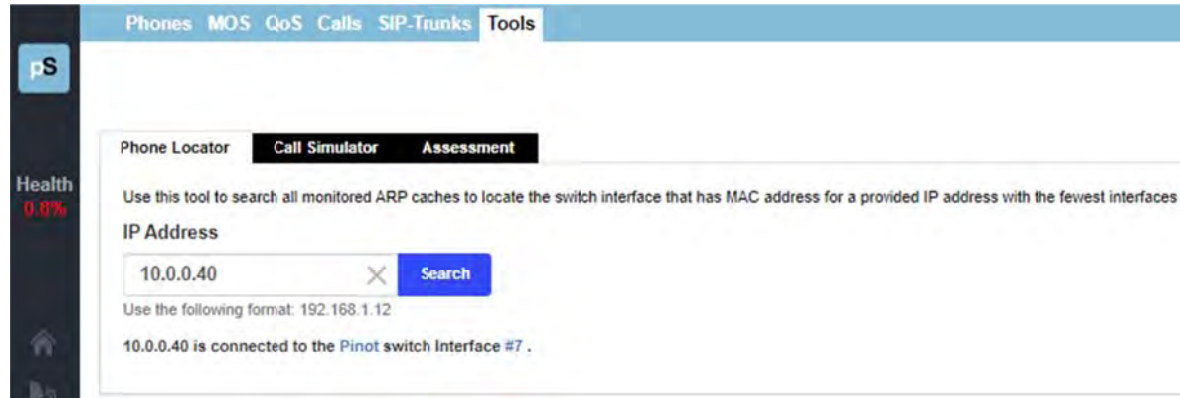 Phones MOS QoS Calls SIP-Trunks Tools
pS
Phone Locator Call Simulator Assessment
Health
0.8%
Use this tool to search all monitored ARP caches to locate the switch interface that has MAC address for a provided IP address with the fewest interfaces
IP Address
10.0.0.40 Search
Use the following format: 192.168.1.12
10.0.0.40 is connected to the Pinot switch Interface #7 .